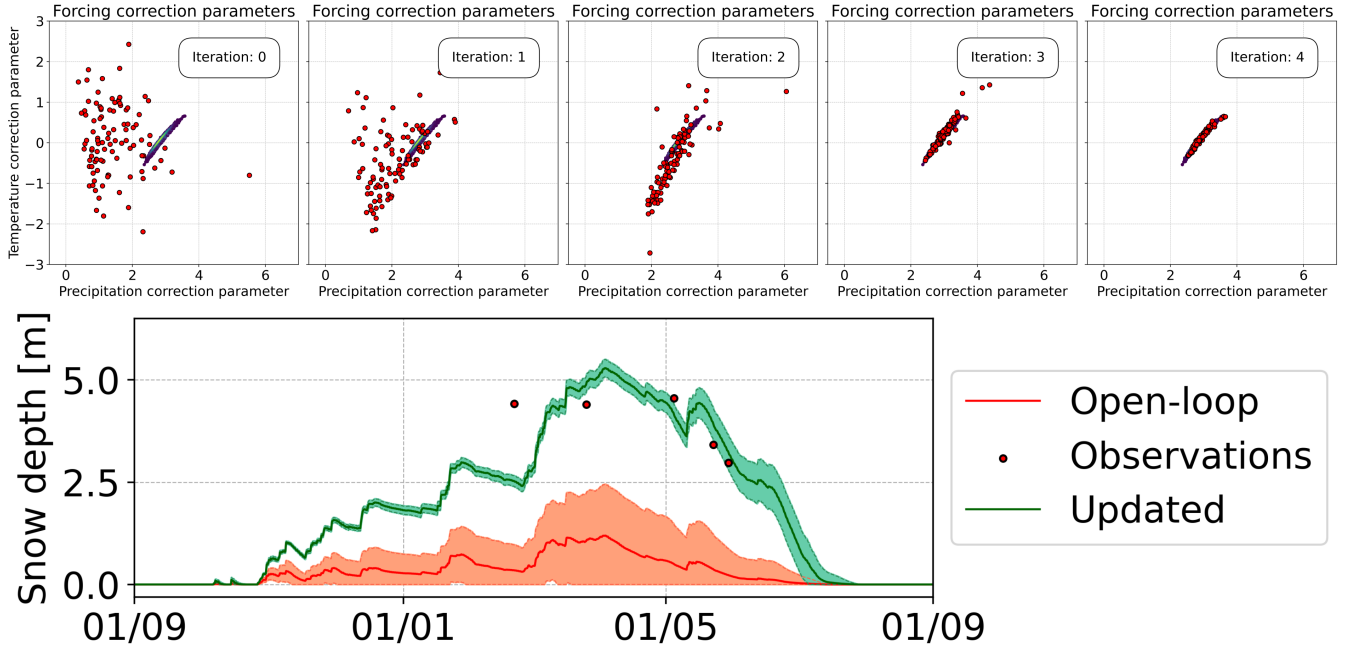 Forcing correction parameters
Forcing correction parameters
Forcing correction parameters
Forcing correction parameters
Forcing correction parameters
Temperature correction parameter
3
2
1
0
−1
−2
−3
Iteration: 0
Iteration: 1
Iteration: 2
Iteration: 3
Iteration: 4
0 2 4 6
0 2 4 6
0 2 4 6
0 2 4 6
0 2 4 6
Precipitation correction parameter
Precipitation correction parameter
Precipitation correction parameter
Precipitation correction parameter
Precipitation correction parameter
Snow depth [m]
5.0
2.5
0.0
01/09 01/01 01/05 01/09
Open-loop
Observations
Updated